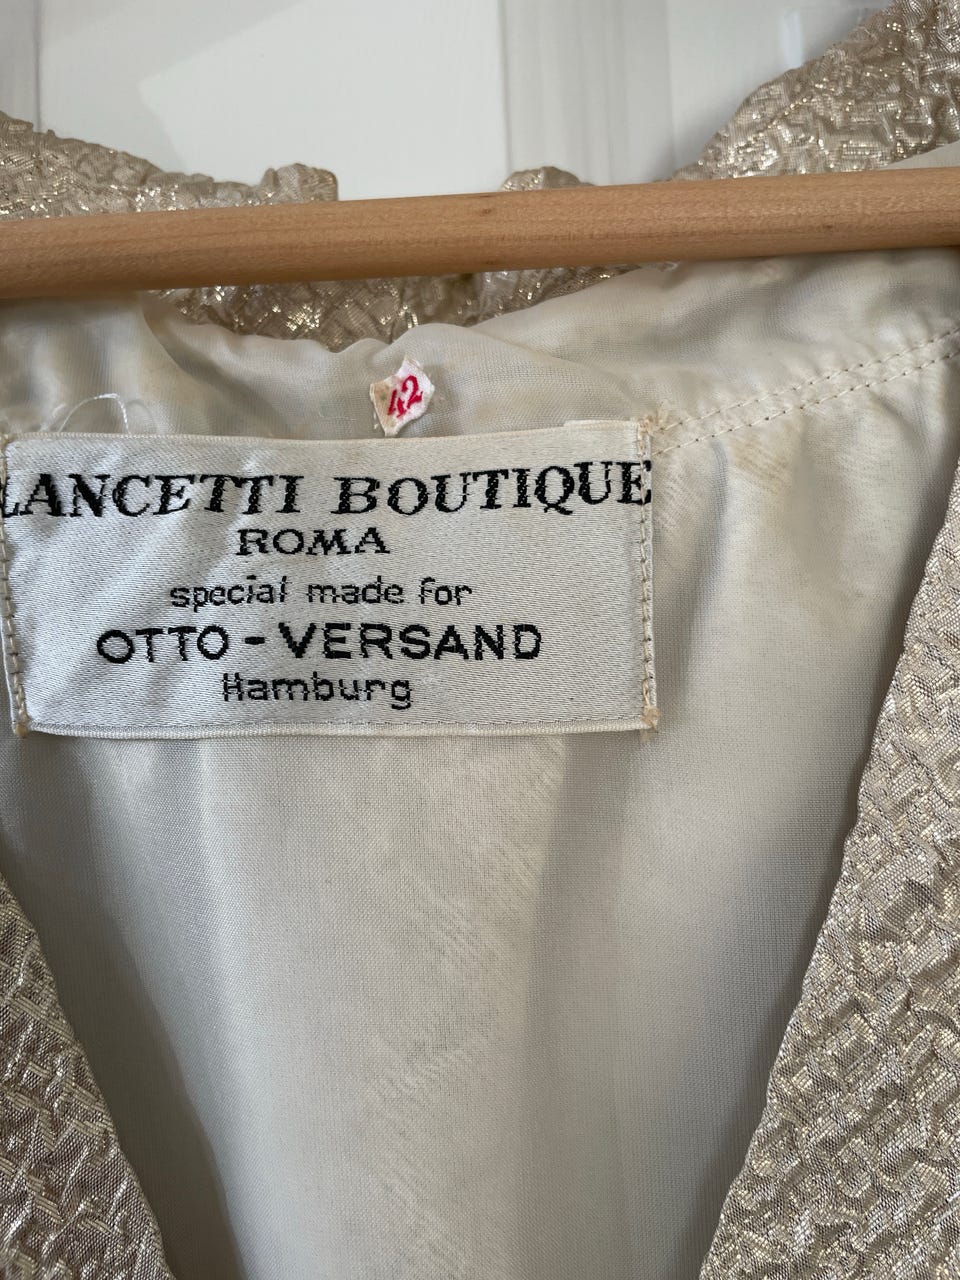 42
LANCETTI BOUTIQUE
ROMA
special made for
OTTO - VERSAND
Hamburg